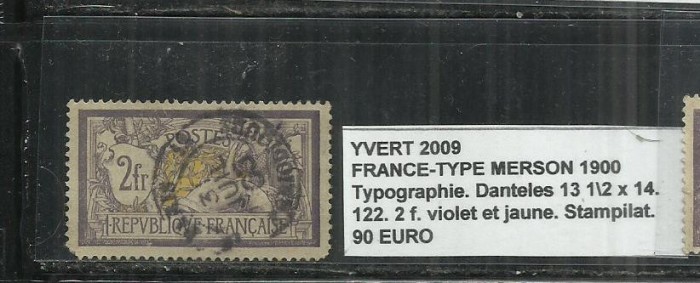 POSTES
2fr
REPVBLIQVE FRANÇAISE
YVERT 2009
FRANCE-TYPE MERSON 1900
Typographie. Danteles 13 1\2 x 14.
122. 2 f. violet et jaune. Stampilat.
90 EURO